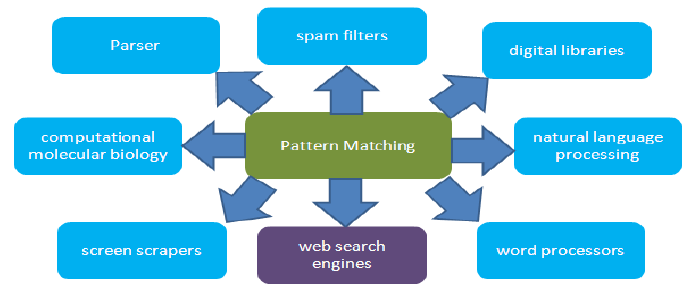 Parser
spam filters
digital libraries
computational
molecular biology
Pattern Matching
natural language
processing
screen scrapers
web search
engines
word processors